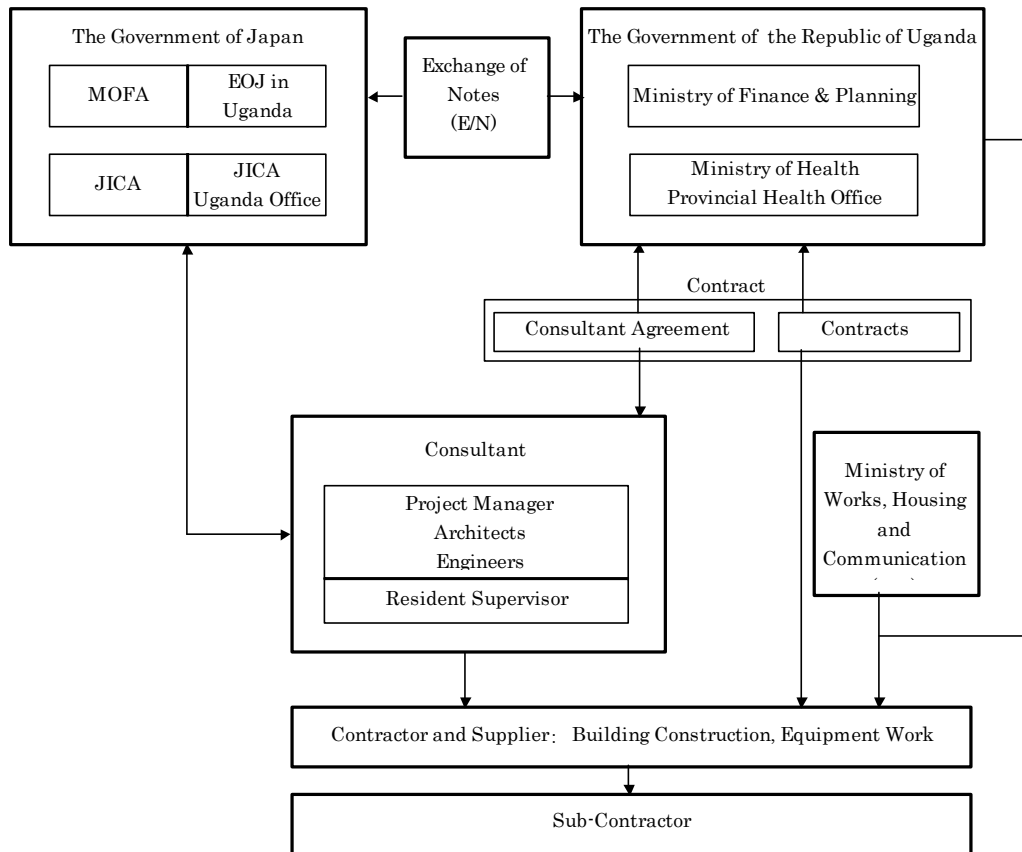 The Government of Japan
MOFA
EOJ in
Uganda
JICA
JICA
Uganda Office
Exchange of
Notes
(E/N)
The Government of the Republic of Uganda
Ministry of Finance & Planning
Ministry of Health
Provincial Health Office
Contract
Consultant Agreement
Contracts
Consultant
Project Manager
Architects
Engineers
Resident Supervisor
Ministry of
Works, Housing
and
Communication
Contractor and Supplier: Building Construction, Equipment Work
Sub-Contractor